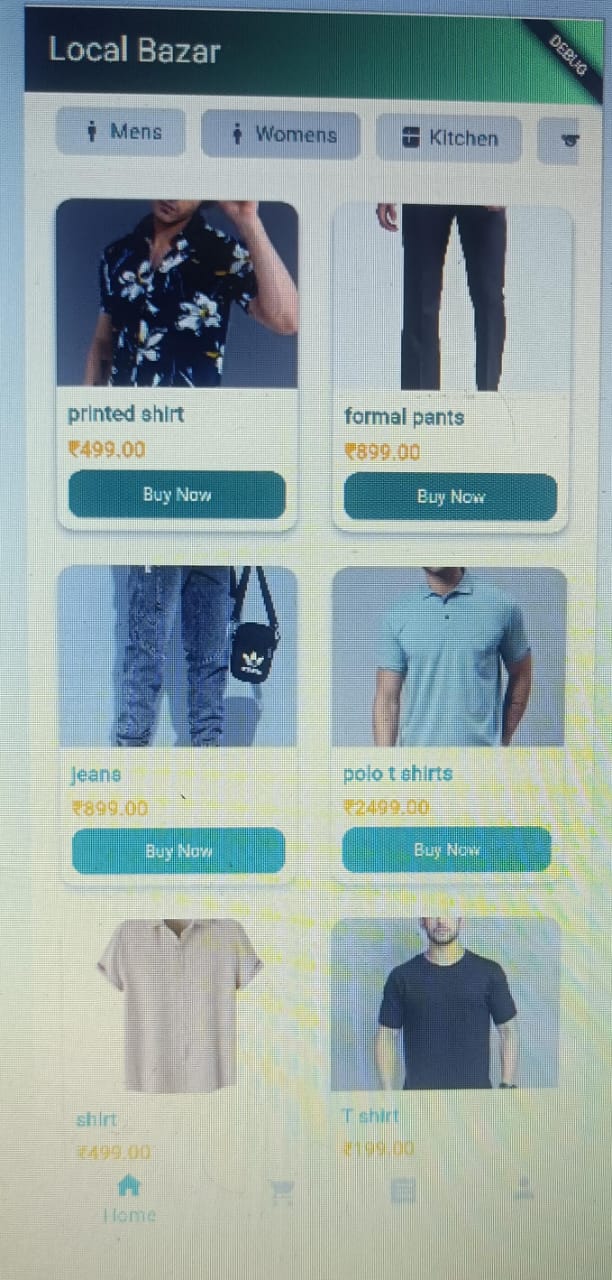 Local Bazar
DEBUG
Mens
Womens
Kitchen
printed shirt
formal pants
₹499.00
₹899.00
Buy Now
Buy Now
jeans
polo t shirts
₹899.00
₹2499.00
Buy Now
Buy Now
shirt
T shirt
₹499.00
₹199.00
Home